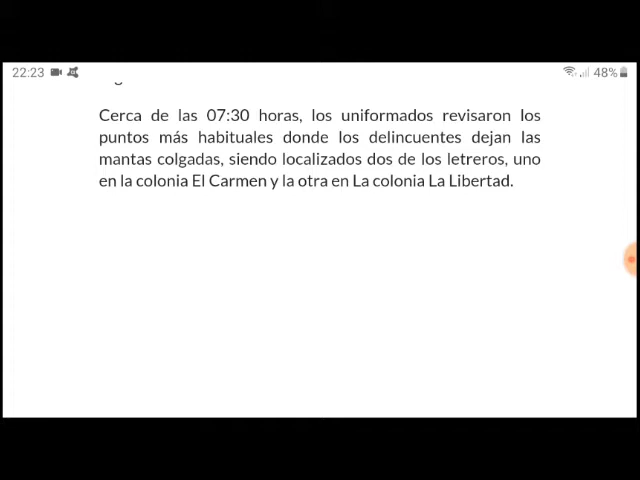 22:23
48%
Cerca de las 07:30 horas, los uniformados revisaron los
puntos más habituales donde los delincuentes dejan las
mantas colgadas, siendo localizados dos de los letreros, uno
en la colonia El Carmen y la otra en La colonia La Libertad.